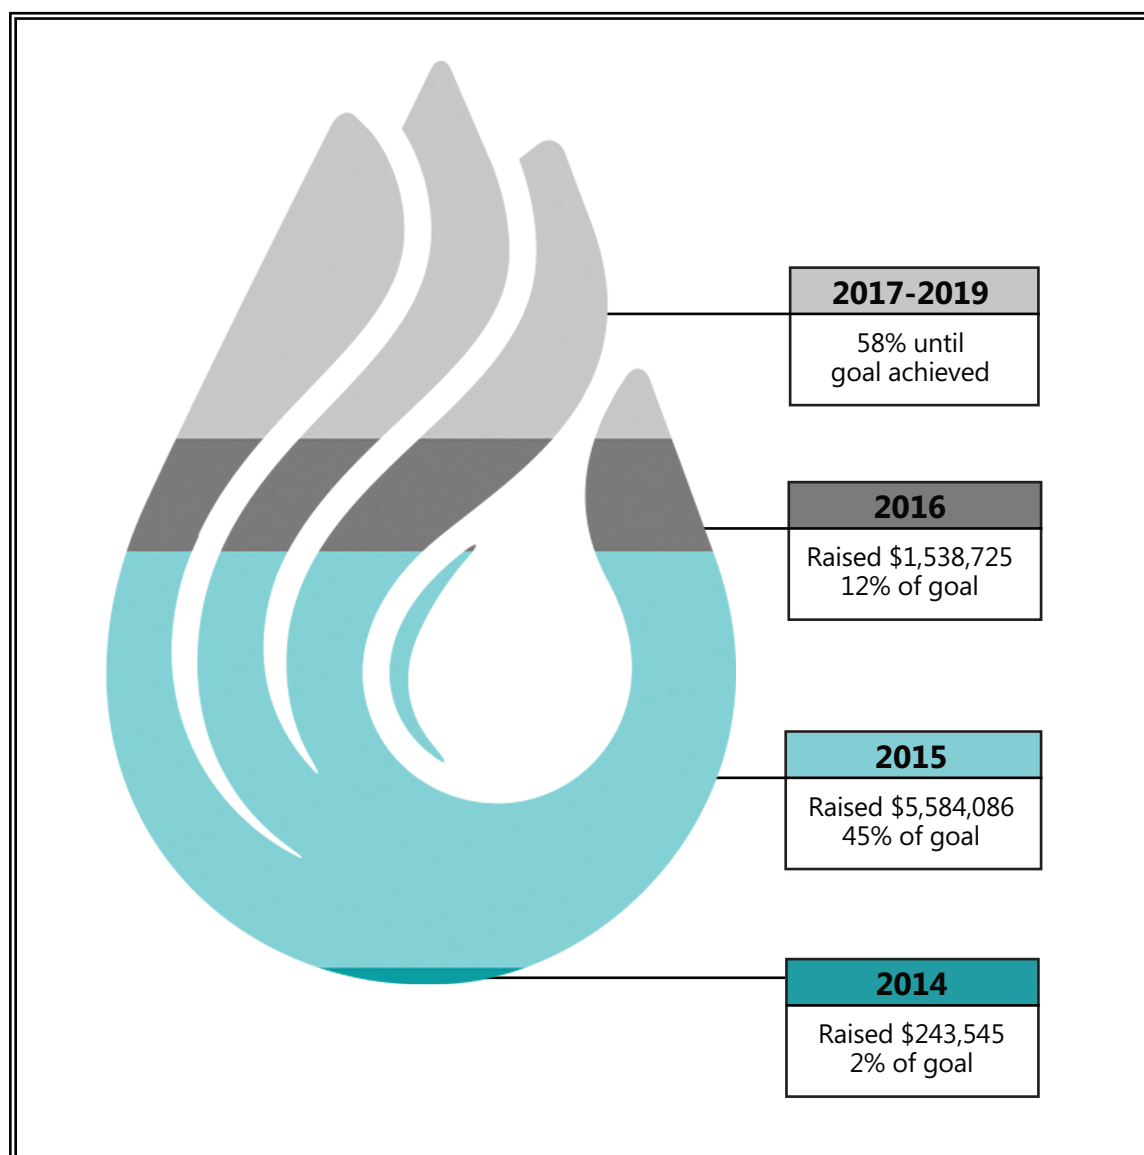 2017-2019
58% until
goal achieved
2016
Raised $1,538,725
12% of goal
2015
Raised $5,584,086
45% of goal
2014
Raised $243,545
2% of goal